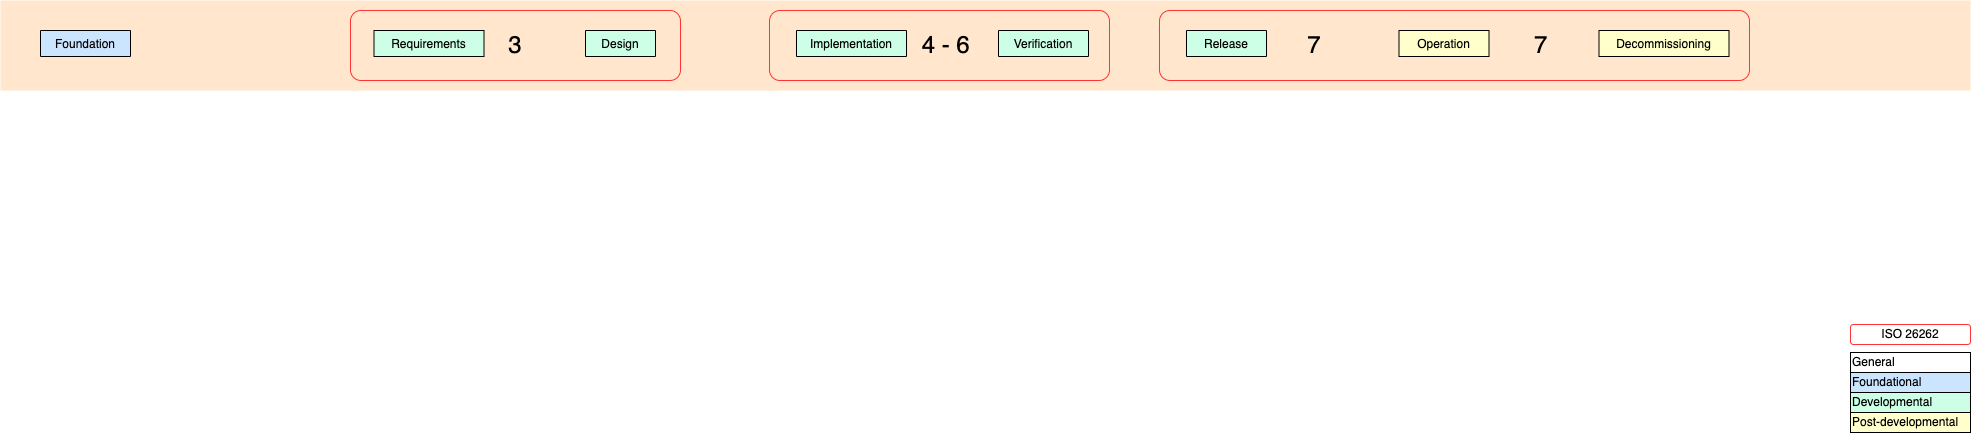 Foundation
Requirements
3
Design
Implementation
4 - 6
Verification
Release
7
Operation
7
Decommissioning
ISO 26262
General
Foundational
Developmental
Post-developmental